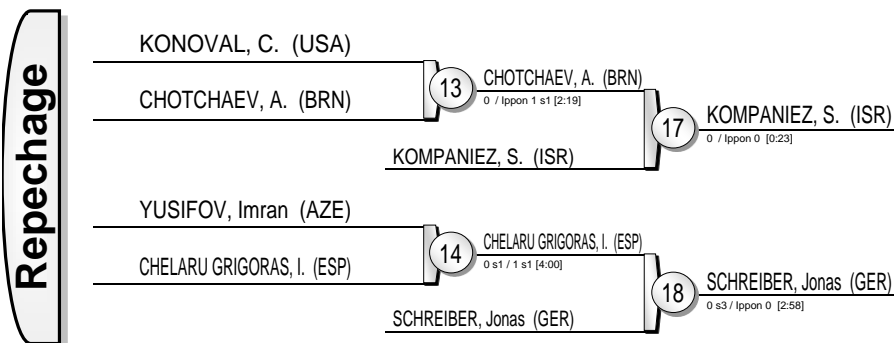 Repechage
KONOVAL, C. (USA)
CHOTCHAEV, A. (BRN)
13
CHOTCHAEV, A. (BRN)
0 / Ippon 1 s1 [2:19]
KOMPANIEZ, S. (ISR)
17
KOMPANIEZ, S. (ISR)
0 / Ippon 0 [0:23]
YUSIFOV, Imran (AZE)
CHELARU GRIGORAS, I. (ESP)
14
CHELARU GRIGORAS, I. (ESP)
0 s1 / 1 s1 [4:00]
SCHREIBER, Jonas (GER)
18
SCHREIBER, Jonas (GER)
0 s3 / Ippon 0 [2:58]